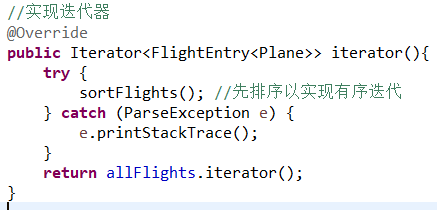 //实现迭代器
@Override
public Iterator<FlightEntry<Plane>> iterator(){
    try {
        sortFlights(); //先排序以实现有序迭代
    } catch (ParseException e) {
        e.printStackTrace();
    }
    return allFlights.iterator();
}